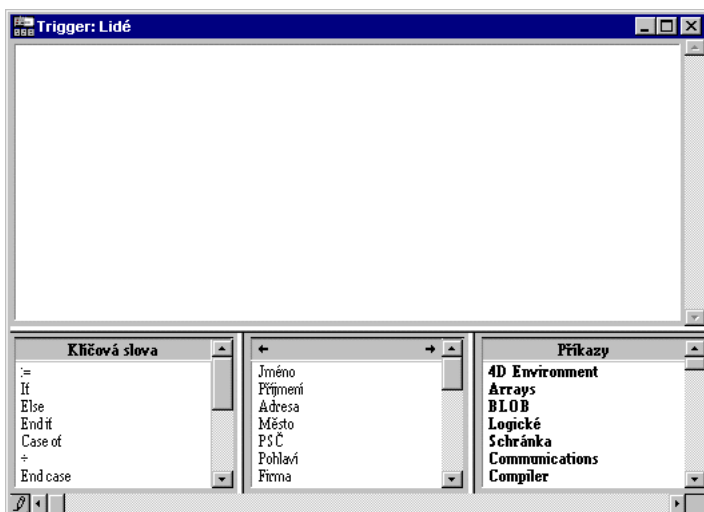 Trigger: Lidé
Klíčová slova
:=
If
Else
End if
Case of
÷
End case
← →
Jméno
Příjmení
Adresa
Město
PSČ
Pohlaví
Firma
Příkazy
4D Environment
Arrays
BLOB
Logické
Schránka
Communications
Compiler